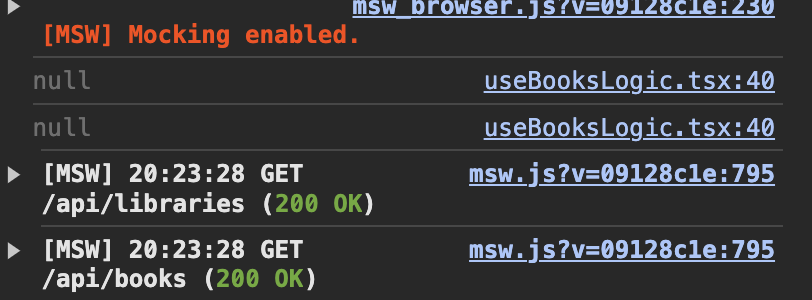 msw_browser.js?v=09128c1e:230
[MSW] Mocking enabled.
null useBooksLogic.tsx:40
null useBooksLogic.tsx:40
[MSW] 20:23:28 GET msw.js?v=09128c1e:795
/api/libraries (200 OK)
[MSW] 20:23:28 GET msw.js?v=09128c1e:795
/api/books (200 OK)